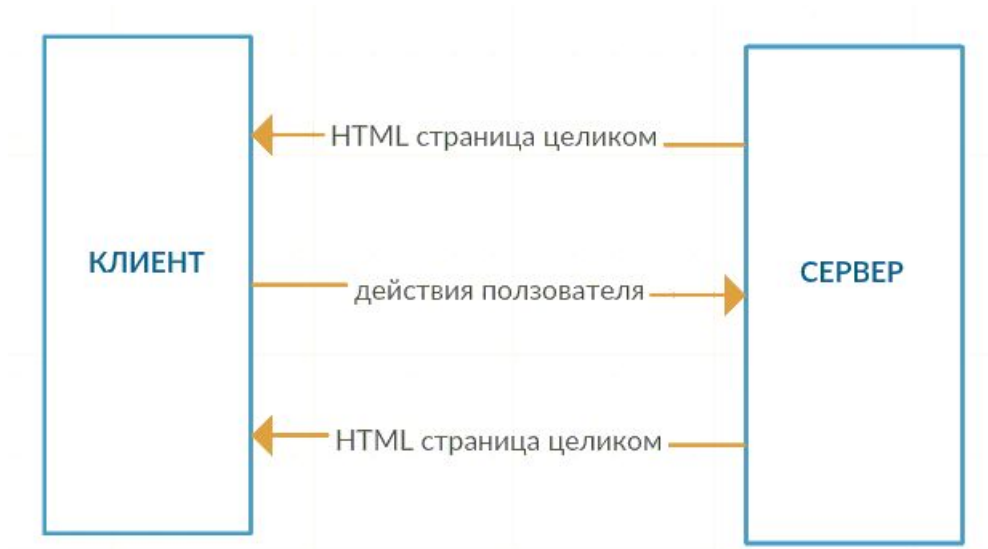 HTML страница целиком
КЛИЕНТ
СЕРВЕР
действия ползователя
HTML страница целиком